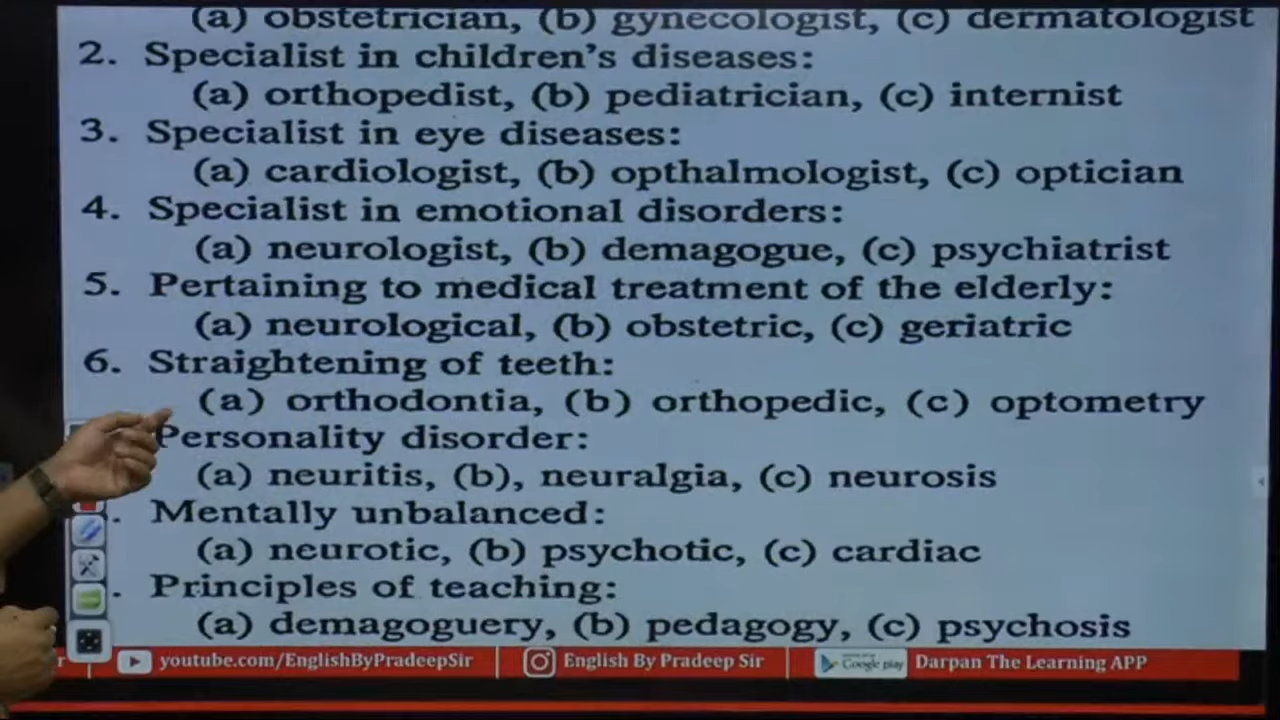 (a) obstetrician, (b) gynecologist, (c) dermatologist
2. Specialist in children's diseases:
(a) orthopedist, (b) pediatrician, (c) internist
3. Specialist in eye diseases:
(a) cardiologist, (b) opthalmologist, (c) optician
4. Specialist in emotional disorders:
(a) neurologist, (b) demagogue, (c) psychiatrist
5. Pertaining to medical treatment of the elderly:
(a) neurological, (b) obstetric, (c) geriatric
6. Straightening of teeth:
(a) orthodontia, (b) orthopedic, (c) optometry
Personality disorder:
(a) neuritis, (b), neuralgia, (c) neurosis
. Mentally unbalanced:
(a) neurotic, (b) psychotic, (c) cardiac
. Principles of teaching:
(a) demagoguery, (b) pedagogy, (c) psychosis
r | youtube.com/EnglishByPradeepSir | English By Pradeep Sir | Google play Darpan The Learning APP